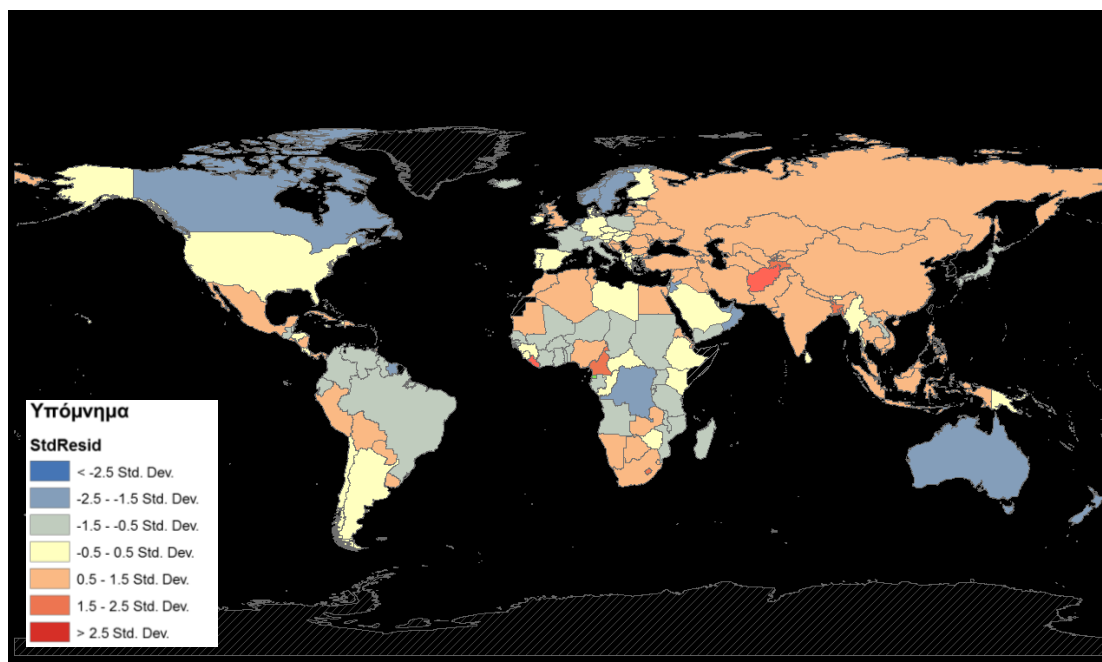 Υπόμνημα
StdResid
< -2.5 Std. Dev.
-2.5 - -1.5 Std. Dev.
-1.5 - -0.5 Std. Dev.
-0.5 - 0.5 Std. Dev.
0.5 - 1.5 Std. Dev.
1.5 - 2.5 Std. Dev.
> 2.5 Std. Dev.